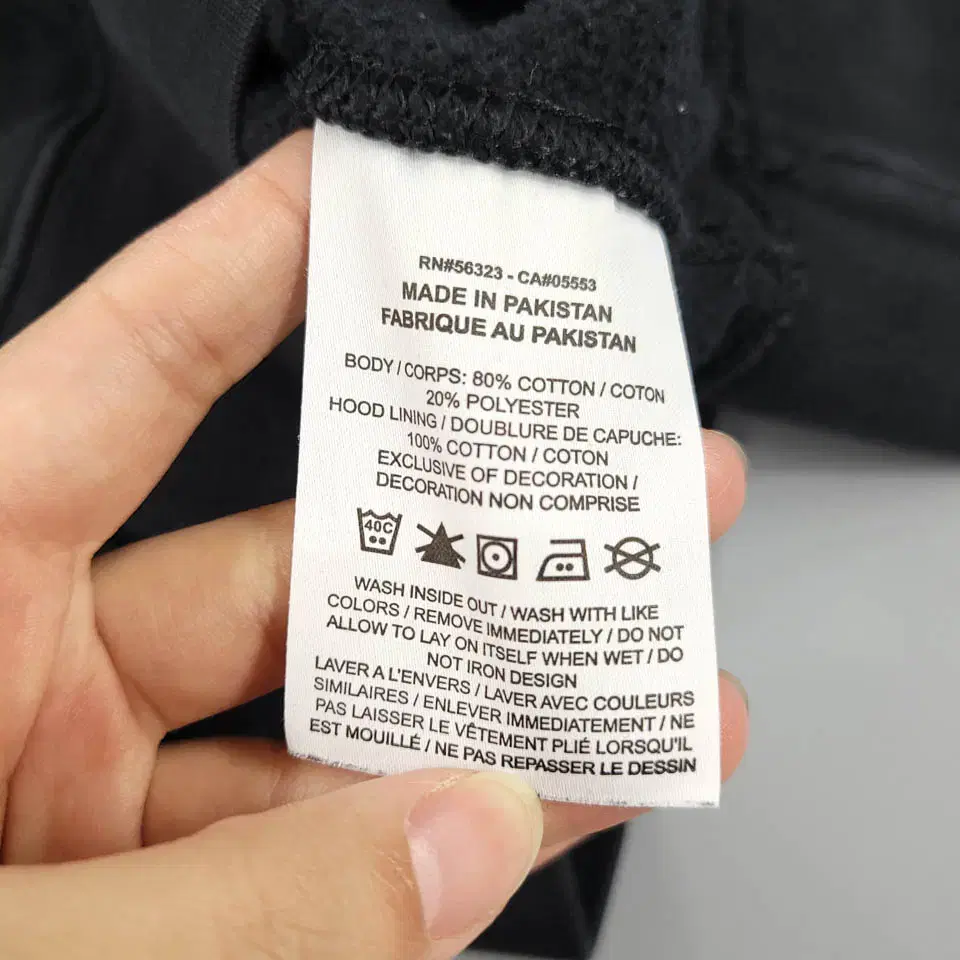 RN#56323 - CA#05553
MADE IN PAKISTAN
FABRIQUE AU PAKISTAN
BODY / CORPS: 80% COTTON / COTON
20% POLYESTER
HOOD LINING / DOUBLURE DE CAPUCHE:
100% COTTON / COTON
EXCLUSIVE OF DECORATION /
DECORATION NON COMPRISE
40C
WASH INSIDE OUT / WASH WITH LIKE
COLORS / REMOVE IMMEDIATELY / DO NOT
ALLOW TO LAY ON ITSELF WHEN WET / DO
NOT IRON DESIGN
LAVER A L'ENVERS / LAVER AVEC COULEURS
SIMILAIRES / ENLEVER IMMEDIATEMENT / NE
PAS LAISSER LE VÊTEMENT PLIÉ LORSQU'IL
EST MOUILLÉ / NE PAS REPASSER LE DESSIN